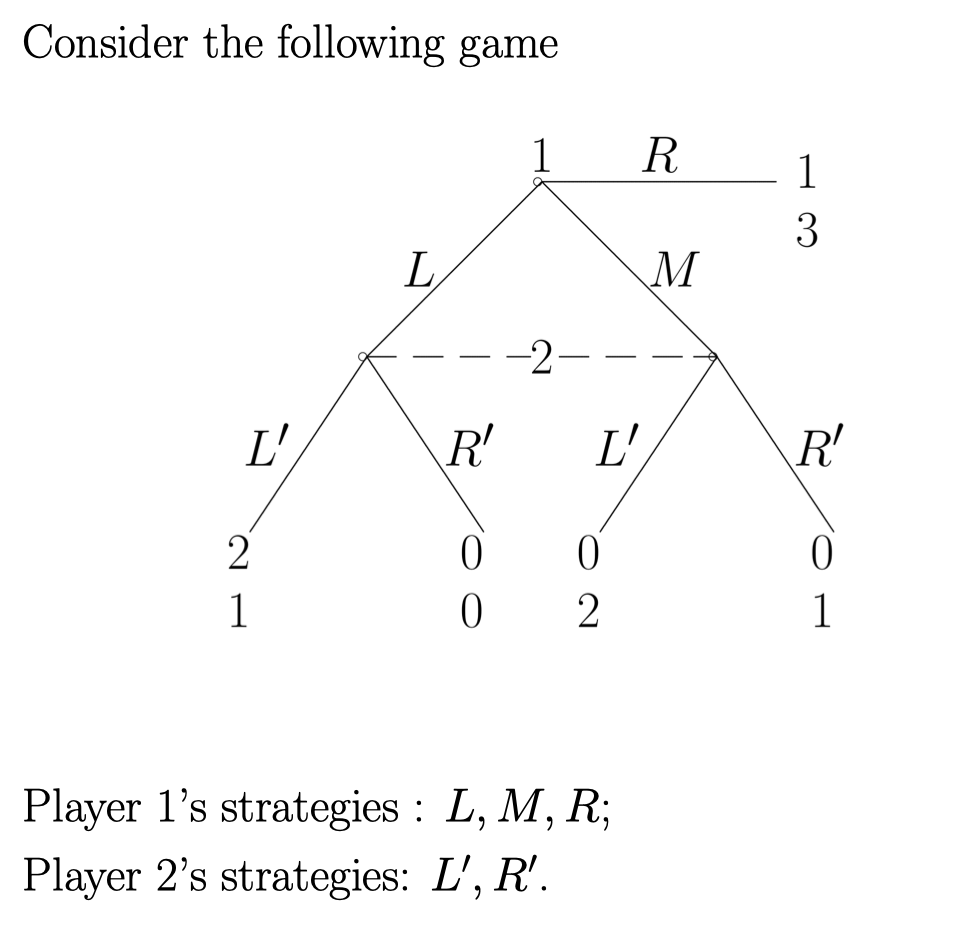 Consider the following game
1 R 1
3
L M
2
L′ R′ L′ R′
2 0 0 0
1 0 2 1
Player 1's strategies : L, M, R;
Player 2's strategies: L′, R′.